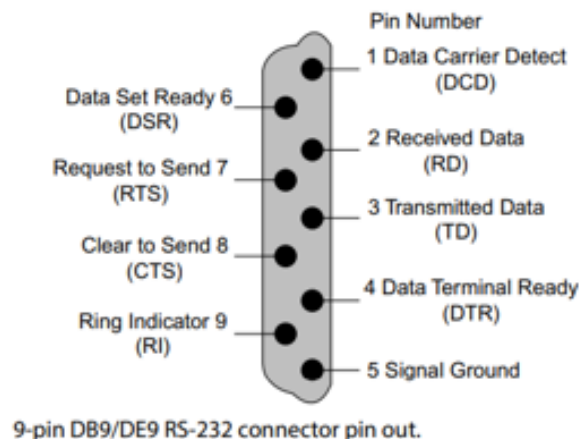 Pin Number
1 Data Carrier Detect
(DCD)
Data Set Ready 6
(DSR)
2 Received Data
(RD)
Request to Send 7
(RTS)
3 Transmitted Data
(TD)
Clear to Send 8
(CTS)
4 Data Terminal Ready
(DTR)
Ring Indicator 9
(RI)
5 Signal Ground
9-pin DB9/DE9 RS-232 connector pin out.